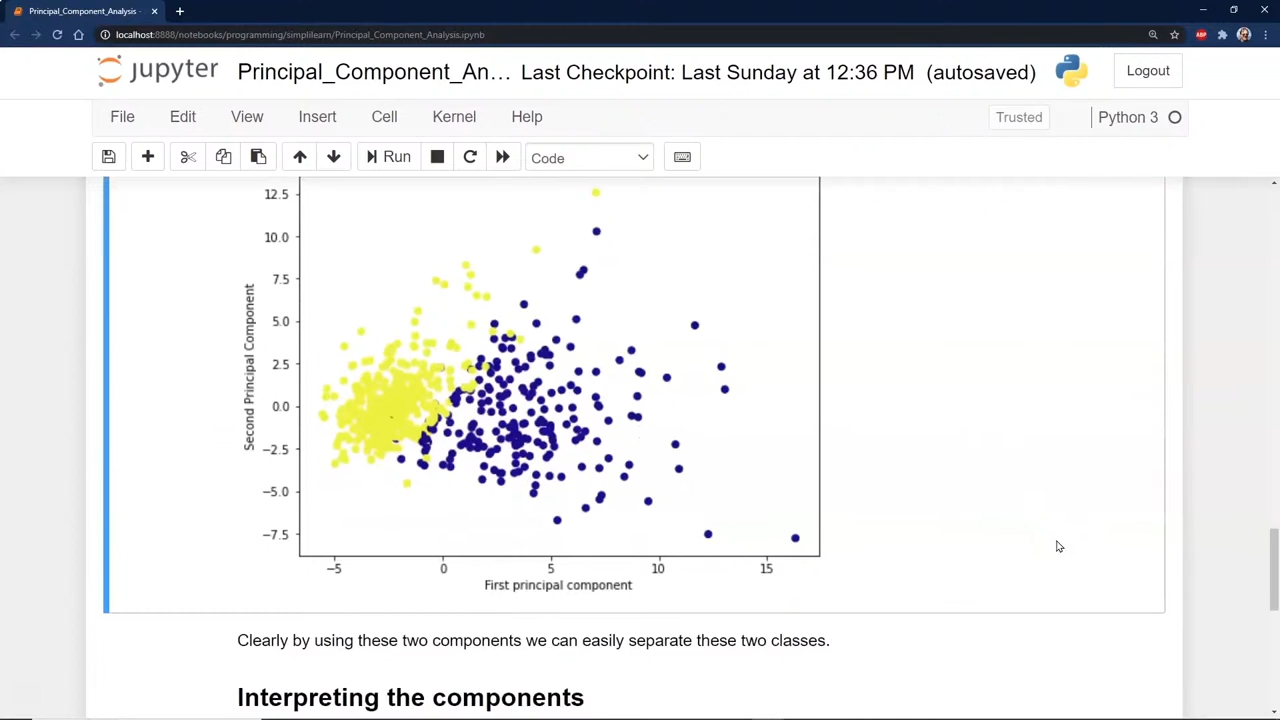 Principal_Component_Analysis - × +
localhost:8888/notebooks/programming/simplilearn/Principal_Component_Analysis.ipynb
ABP
jupyter Principal_Component_An... Last Checkpoint: Last Sunday at 12:36 PM (autosaved) Logout
File Edit View Insert Cell Kernel Help Trusted Python 3
Run Code
12.5
10.0
7.5
5.0
2.5
0.0
−2.5
−5.0
−7.5
Second Principal Component
−5 0 5 10 15
First principal component
Clearly by using these two components we can easily separate these two classes.
Interpreting the components